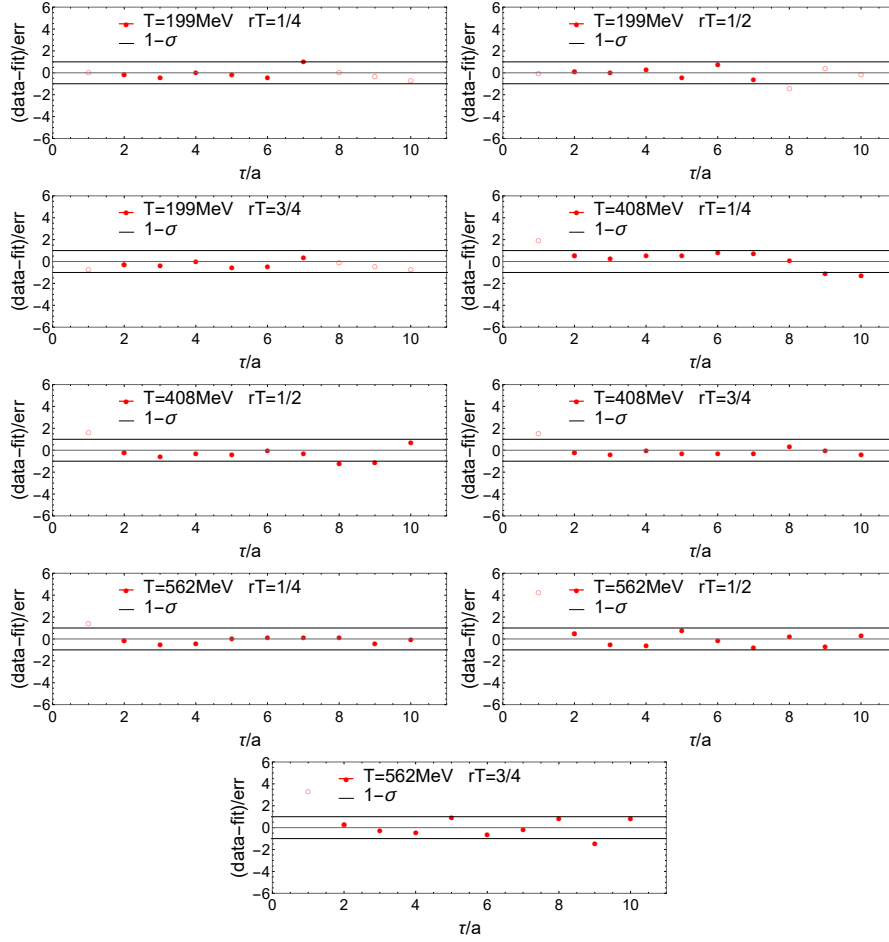 T=199MeV rT=1/4
1-σ
(data-fit)/err
6
4
2
0
-2
-4
-6
0 2 4 6 8 10
τ/a
T=199MeV rT=1/2
1-σ
(data-fit)/err
6
4
2
0
-2
-4
-6
0 2 4 6 8 10
τ/a
T=199MeV rT=3/4
1-σ
(data-fit)/err
6
4
2
0
-2
-4
-6
0 2 4 6 8 10
τ/a
T=408MeV rT=1/4
1-σ
(data-fit)/err
6
4
2
0
-2
-4
-6
0 2 4 6 8 10
τ/a
T=408MeV rT=1/2
1-σ
(data-fit)/err
6
4
2
0
-2
-4
-6
0 2 4 6 8 10
τ/a
T=408MeV rT=3/4
1-σ
(data-fit)/err
6
4
2
0
-2
-4
-6
0 2 4 6 8 10
τ/a
T=562MeV rT=1/4
1-σ
(data-fit)/err
6
4
2
0
-2
-4
-6
0 2 4 6 8 10
τ/a
T=562MeV rT=1/2
1-σ
(data-fit)/err
6
4
2
0
-2
-4
-6
0 2 4 6 8 10
τ/a
T=562MeV rT=3/4
1-σ
(data-fit)/err
6
4
2
0
-2
-4
-6
0 2 4 6 8 10
τ/a